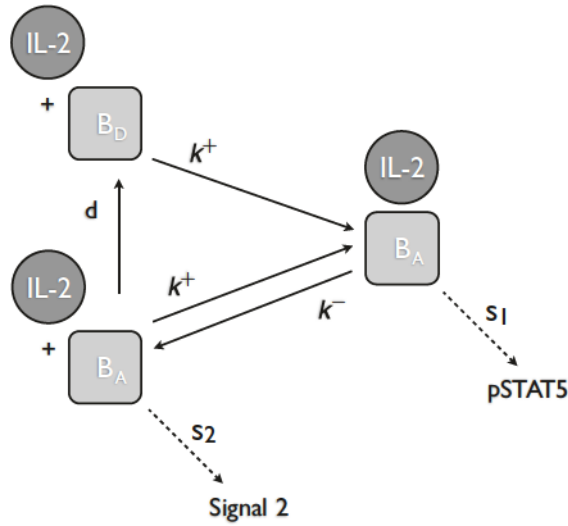 IL-2
+
B_D
k⁺
d
IL-2
IL-2
B_A
k⁺
k⁻
+
B_A
s₁
pSTAT5
s₂
Signal 2